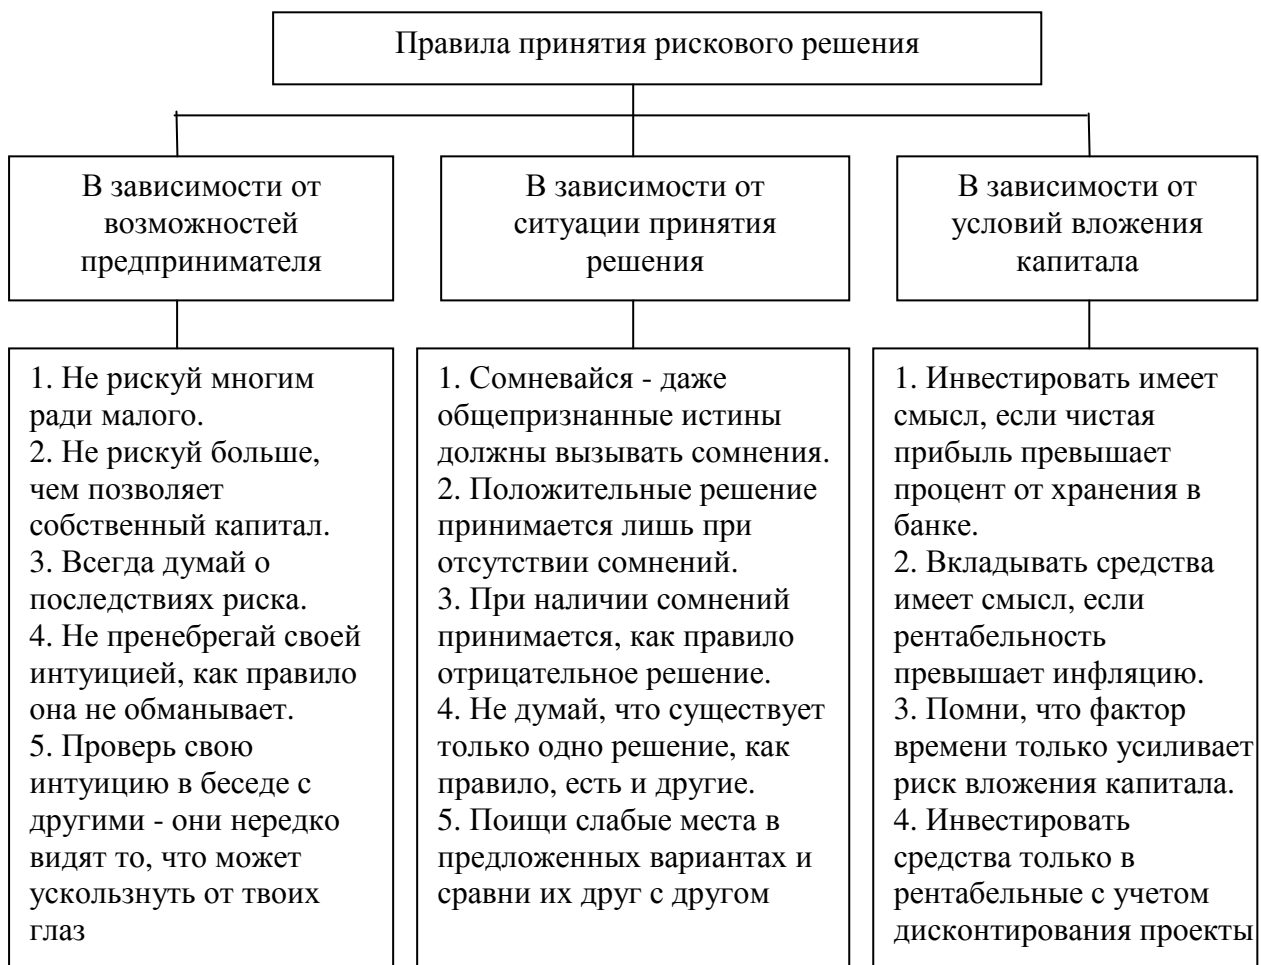 Правила принятия рискового решения
В зависимости от
возможностей
предпринимателя
В зависимости от
ситуации принятия
решения
В зависимости от
условий вложения
капитала
1. Не рискуй многим
ради малого.
2. Не рискуй больше,
чем позволяет
собственный капитал.
3. Всегда думай о
последствиях риска.
4. Не пренебрегай своей
интуицией, как правило
она не обманывает.
5. Проверь свою
интуицию в беседе с
другими - они нередко
видят то, что может
ускользнуть от твоих
глаз
1. Сомневайся - даже
общепризнанные истины
должны вызывать сомнения.
2. Положительные решение
принимается лишь при
отсутствии сомнений.
3. При наличии сомнений
принимается, как правило
отрицательное решение.
4. Не думай, что существует
только одно решение, как
правило, есть и другие.
5. Поищи слабые места в
предложенных вариантах и
сравни их друг с другом
1. Инвестировать имеет
смысл, если чистая
прибыль превышает
процент от хранения в
банке.
2. Вкладывать средства
имеет смысл, если
рентабельность
превышает инфляцию.
3. Помни, что фактор
времени только усиливает
риск вложения капитала.
4. Инвестировать
средства только в
рентабельные с учетом
дисконтирования проекты